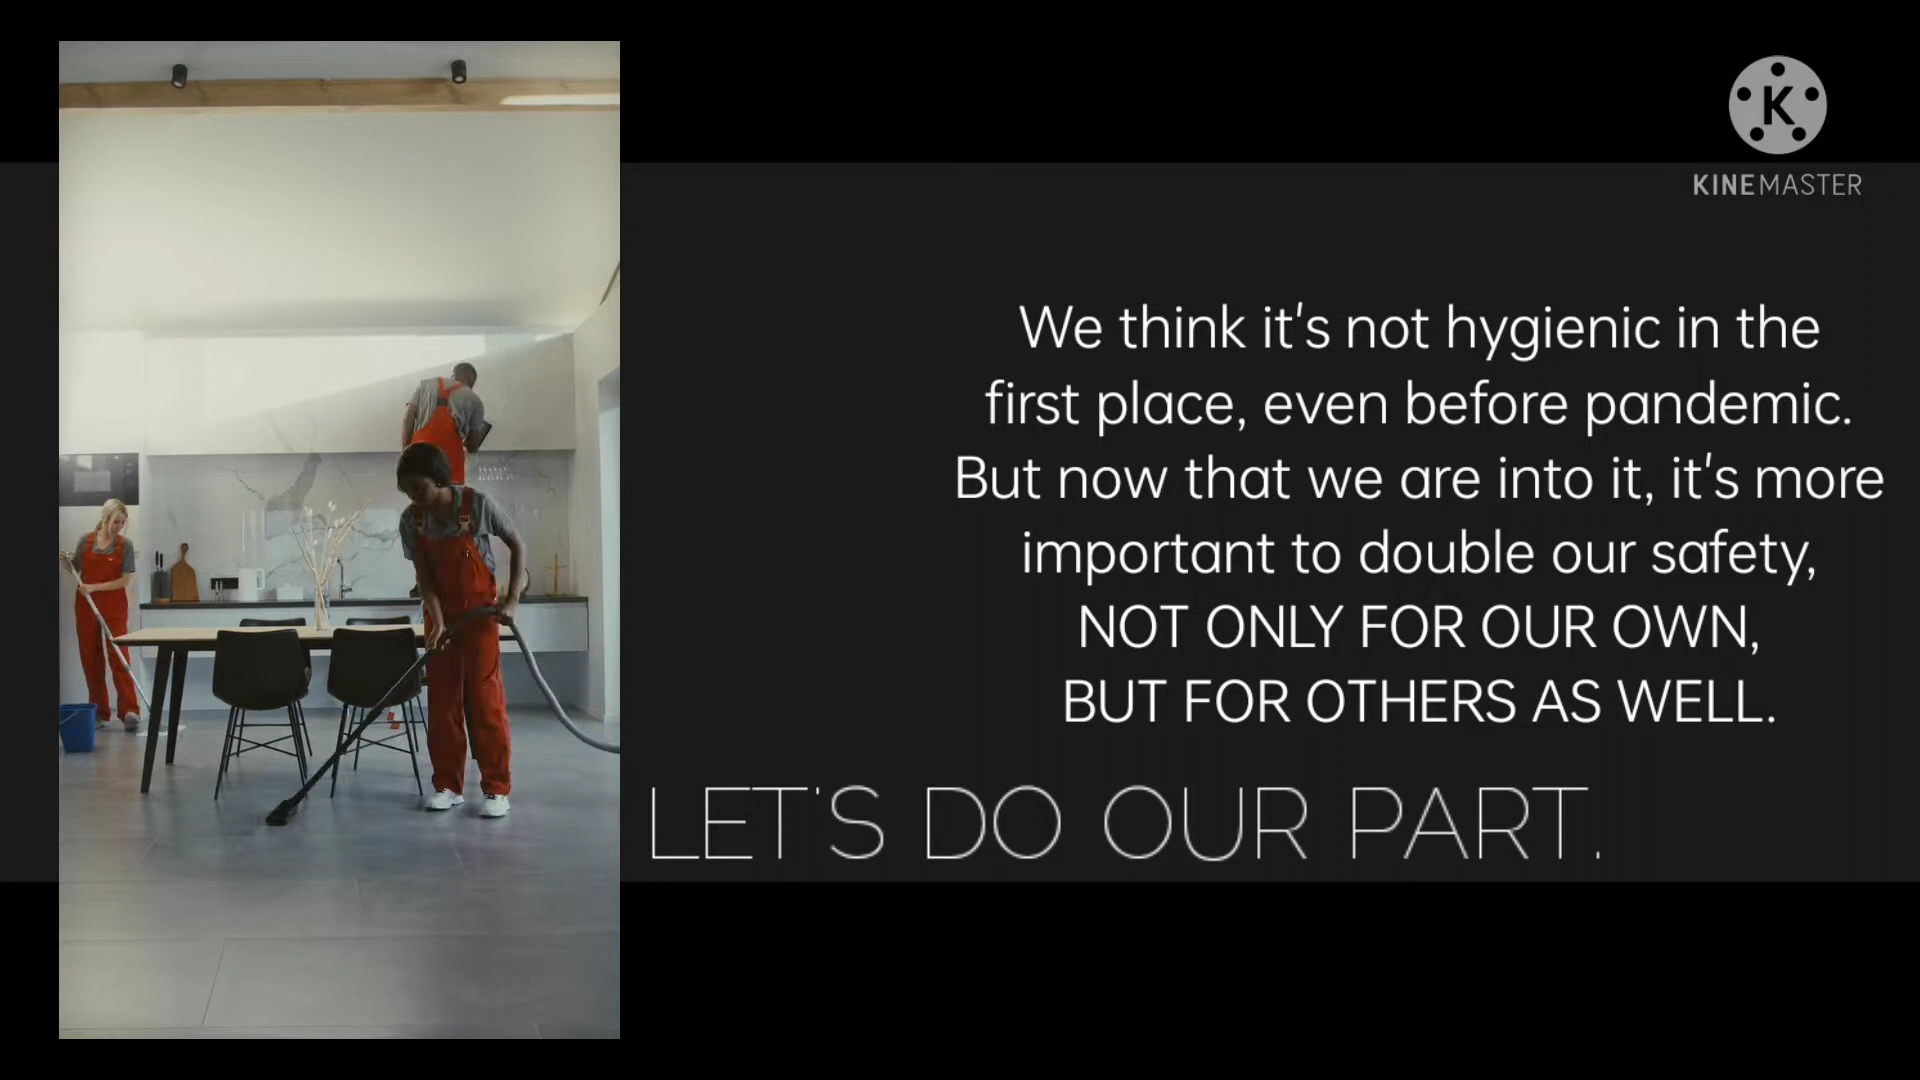 K
KINEMASTER
We think it's not hygienic in the
first place, even before pandemic.
But now that we are into it, it's more
important to double our safety,
NOT ONLY FOR OUR OWN,
BUT FOR OTHERS AS WELL.
LET'S DO OUR PART.